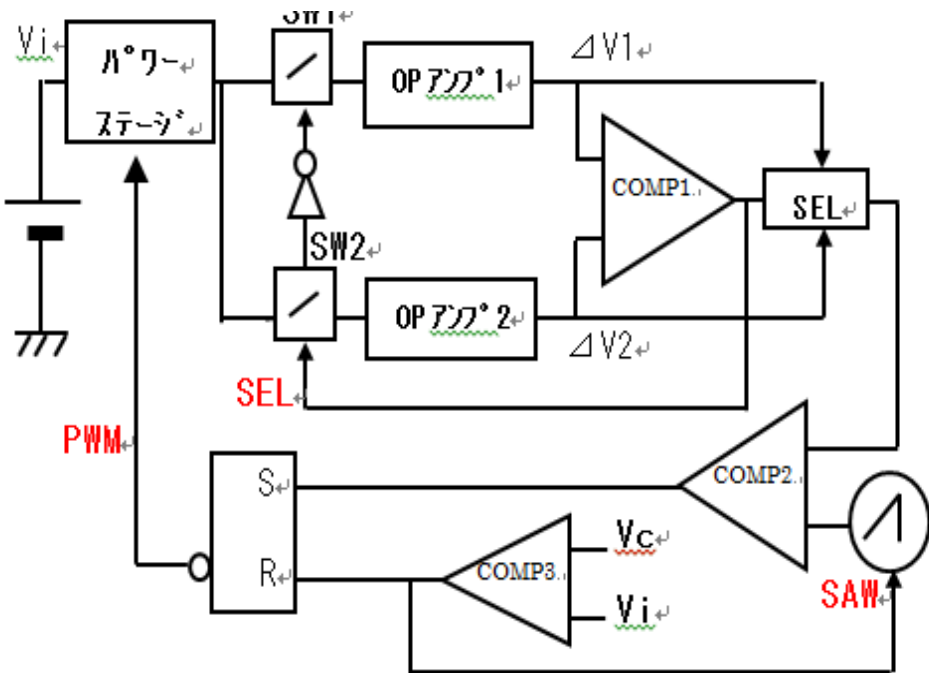 SW1
Vi
パワー
ステージ
OPアンプ1
⊿V1
COMP1.
SEL
SW2
OPアンプ2
⊿V2
SEL
PWM
S
R
COMP2.
COMP3.
Vc
Vi
SAW